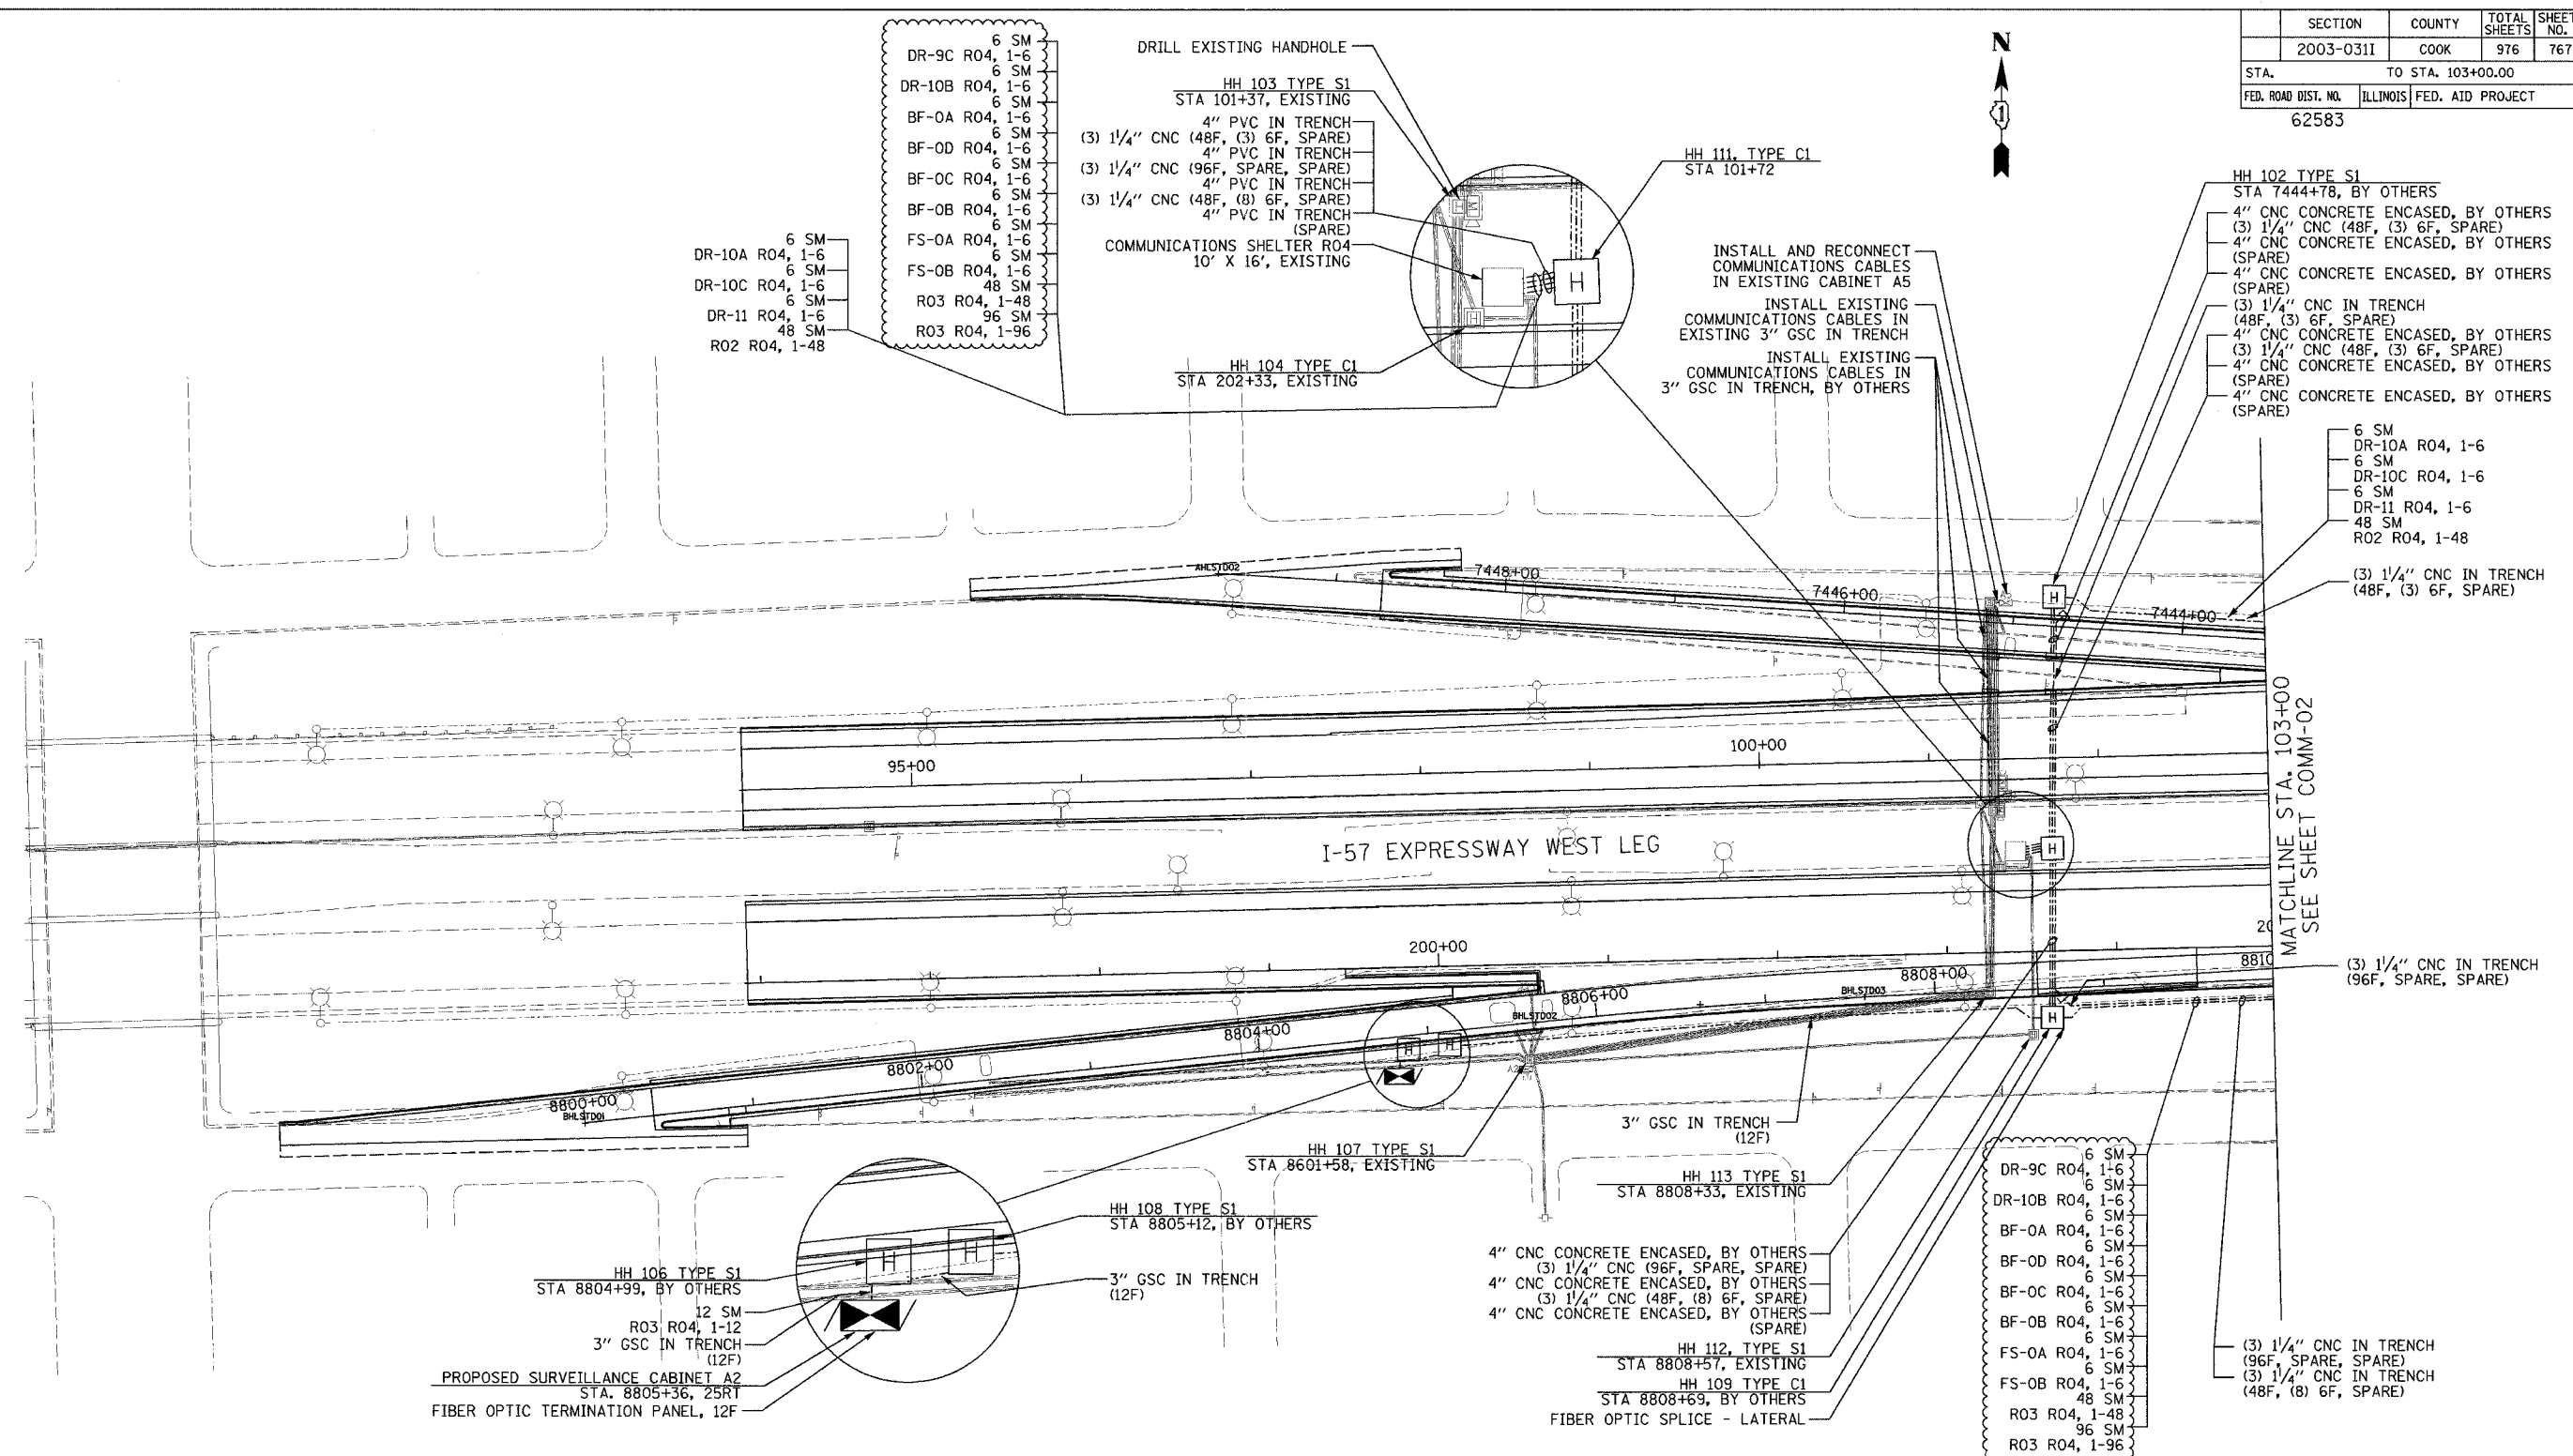 SECTION COUNTY TOTAL SHEETS SHEET NO.
2003-031I COOK 976 767
STA. TO STA. 103+00.00
FED. ROAD DIST. NO. ILLINOIS FED. AID PROJECT
62583
N
1
6 SM
DR-9C R04, 1-6
6 SM
DR-10B R04, 1-6
6 SM
BF-0A R04, 1-6
6 SM
BF-0D R04, 1-6
6 SM
BF-0C R04, 1-6
6 SM
BF-0B R04, 1-6
6 SM
FS-0A R04, 1-6
6 SM
FS-0B R04, 1-6
48 SM
R03 R04, 1-48
96 SM
R03 R04, 1-96
6 SM
DR-10A R04, 1-6
6 SM
DR-10C R04, 1-6
6 SM
DR-11 R04, 1-6
48 SM
R02 R04, 1-48
DRILL EXISTING HANDHOLE
HH 103 TYPE S1
STA 101+37, EXISTING
4" PVC IN TRENCH
(3) 1¼" CNC (48F, (3) 6F, SPARE)
4" PVC IN TRENCH
(3) 1¼" CNC (96F, SPARE, SPARE)
4" PVC IN TRENCH
(3) 1¼" CNC (48F, (8) 6F, SPARE)
4" PVC IN TRENCH
(SPARE)
COMMUNICATIONS SHELTER R04
10' X 16', EXISTING
HH 104 TYPE C1
STA 202+33, EXISTING
H
M
H
H
HH 111, TYPE C1
STA 101+72
INSTALL AND RECONNECT
COMMUNICATIONS CABLES
IN EXISTING CABINET A5
INSTALL EXISTING
COMMUNICATIONS CABLES IN
EXISTING 3" GSC IN TRENCH
INSTALL EXISTING
COMMUNICATIONS CABLES IN
3" GSC IN TRENCH, BY OTHERS
HH 102 TYPE S1
STA 7444+78, BY OTHERS
4" CNC CONCRETE ENCASED, BY OTHERS
(3) 1¼" CNC (48F, (3) 6F, SPARE)
4" CNC CONCRETE ENCASED, BY OTHERS
(SPARE)
4" CNC CONCRETE ENCASED, BY OTHERS
(SPARE)
(3) 1¼" CNC IN TRENCH
(48F, (3) 6F, SPARE)
4" CNC CONCRETE ENCASED, BY OTHERS
(3) 1¼" CNC (48F, (3) 6F, SPARE)
4" CNC CONCRETE ENCASED, BY OTHERS
(SPARE)
4" CNC CONCRETE ENCASED, BY OTHERS
(SPARE)
6 SM
DR-10A R04, 1-6
6 SM
DR-10C R04, 1-6
6 SM
DR-11 R04, 1-6
48 SM
R02 R04, 1-48
(3) 1¼" CNC IN TRENCH
(48F, (3) 6F, SPARE)
AHLSTD02
7448+00
7446+00
7444+00
H
95+00
100+00
I-57 EXPRESSWAY WEST LEG
H
MATCHLINE STA. 103+00
SEE SHEET COMM-02
200+00
20
8800+00
BHLSTD01
8802+00
8804+00
BHLSTD02
8806+00
BHLSTD03
8808+00
8810
H
H
H
(3) 1¼" CNC IN TRENCH
(96F, SPARE, SPARE)
3" GSC IN TRENCH
(12F)
HH 107 TYPE S1
STA 8601+58, EXISTING
HH 108 TYPE S1
STA 8805+12, BY OTHERS
H
H
3" GSC IN TRENCH
(12F)
HH 106 TYPE S1
STA 8804+99, BY OTHERS
12 SM
R03 R04, 1-12
3" GSC IN TRENCH
(12F)
PROPOSED SURVEILLANCE CABINET A2
STA. 8805+36, 25RT
FIBER OPTIC TERMINATION PANEL, 12F
HH 113 TYPE S1
STA 8808+33, EXISTING
4" CNC CONCRETE ENCASED, BY OTHERS
(3) 1¼" CNC (96F, SPARE, SPARE)
4" CNC CONCRETE ENCASED, BY OTHERS
(3) 1¼" CNC (48F, (8) 6F, SPARE)
4" CNC CONCRETE ENCASED, BY OTHERS
(SPARE)
HH 112, TYPE S1
STA 8808+57, EXISTING
HH 109 TYPE C1
STA 8808+69, BY OTHERS
FIBER OPTIC SPLICE - LATERAL
6 SM
DR-9C R04, 1-6
6 SM
DR-10B R04, 1-6
6 SM
BF-0A R04, 1-6
6 SM
BF-0D R04, 1-6
6 SM
BF-0C R04, 1-6
6 SM
BF-0B R04, 1-6
6 SM
FS-0A R04, 1-6
6 SM
FS-0B R04, 1-6
48 SM
R03 R04, 1-48
96 SM
R03 R04, 1-96
(3) 1¼" CNC IN TRENCH
(96F, SPARE, SPARE)
(3) 1¼" CNC IN TRENCH
(48F, (8) 6F, SPARE)